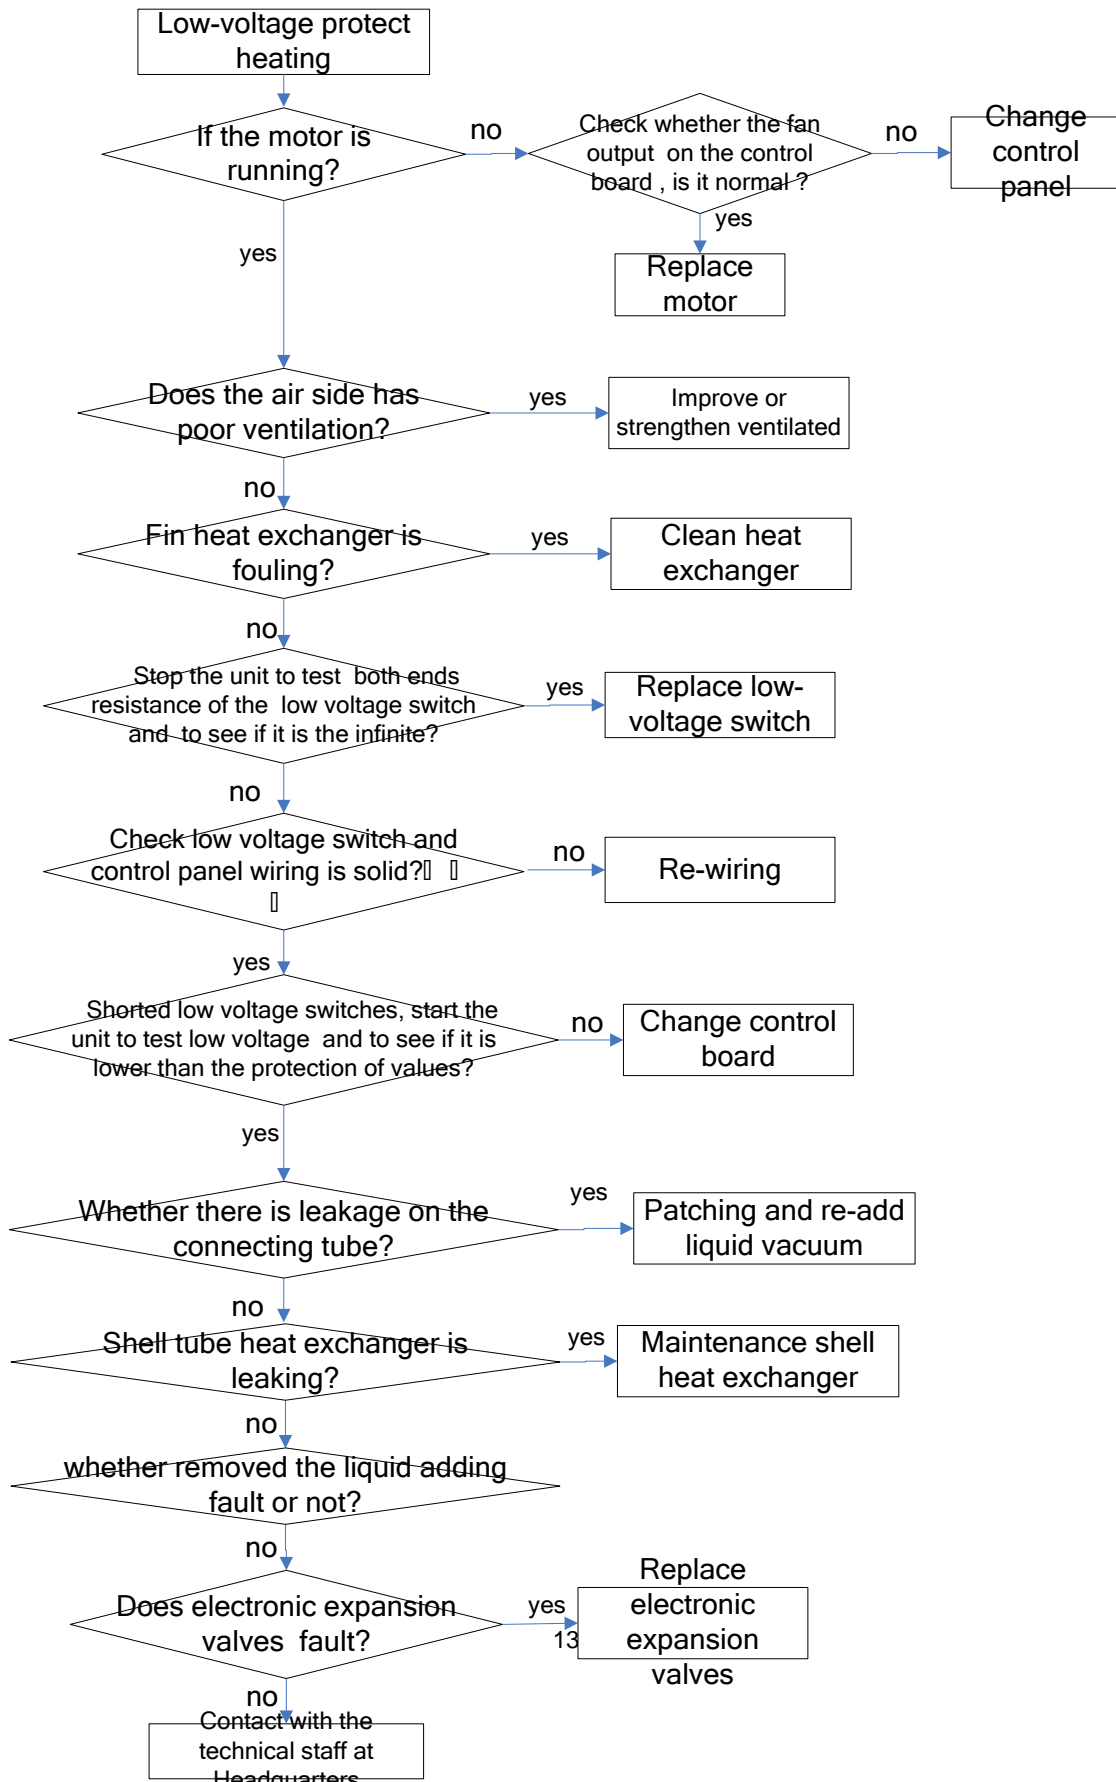 Low-voltage protect
heating
If the motor is
running?
no
Check whether the fan
output on the control
board , is it normal ?
no
Change
control
panel
yes
yes
Replace
motor
Does the air side has
poor ventilation?
yes
Improve or
strengthen ventilated
no
Fin heat exchanger is
fouling?
yes
Clean heat
exchanger
no
Stop the unit to test both ends
resistance of the low voltage switch
and to see if it is the infinite?
yes
Replace low-
voltage switch
no
Check low voltage switch and
control panel wiring is solid?
no
Re-wiring
yes
Shorted low voltage switches, start the
unit to test low voltage and to see if it is
lower than the protection of values?
no
Change control
board
yes
Whether there is leakage on the
connecting tube?
yes
Patching and re-add
liquid vacuum
no
Shell tube heat exchanger is
leaking?
yes
Maintenance shell
heat exchanger
no
whether removed the liquid adding
fault or not?
no
Does electronic expansion
valves fault?
yes
13
Replace
electronic
expansion
valves
no
Contact with the
technical staff at
Headquarters